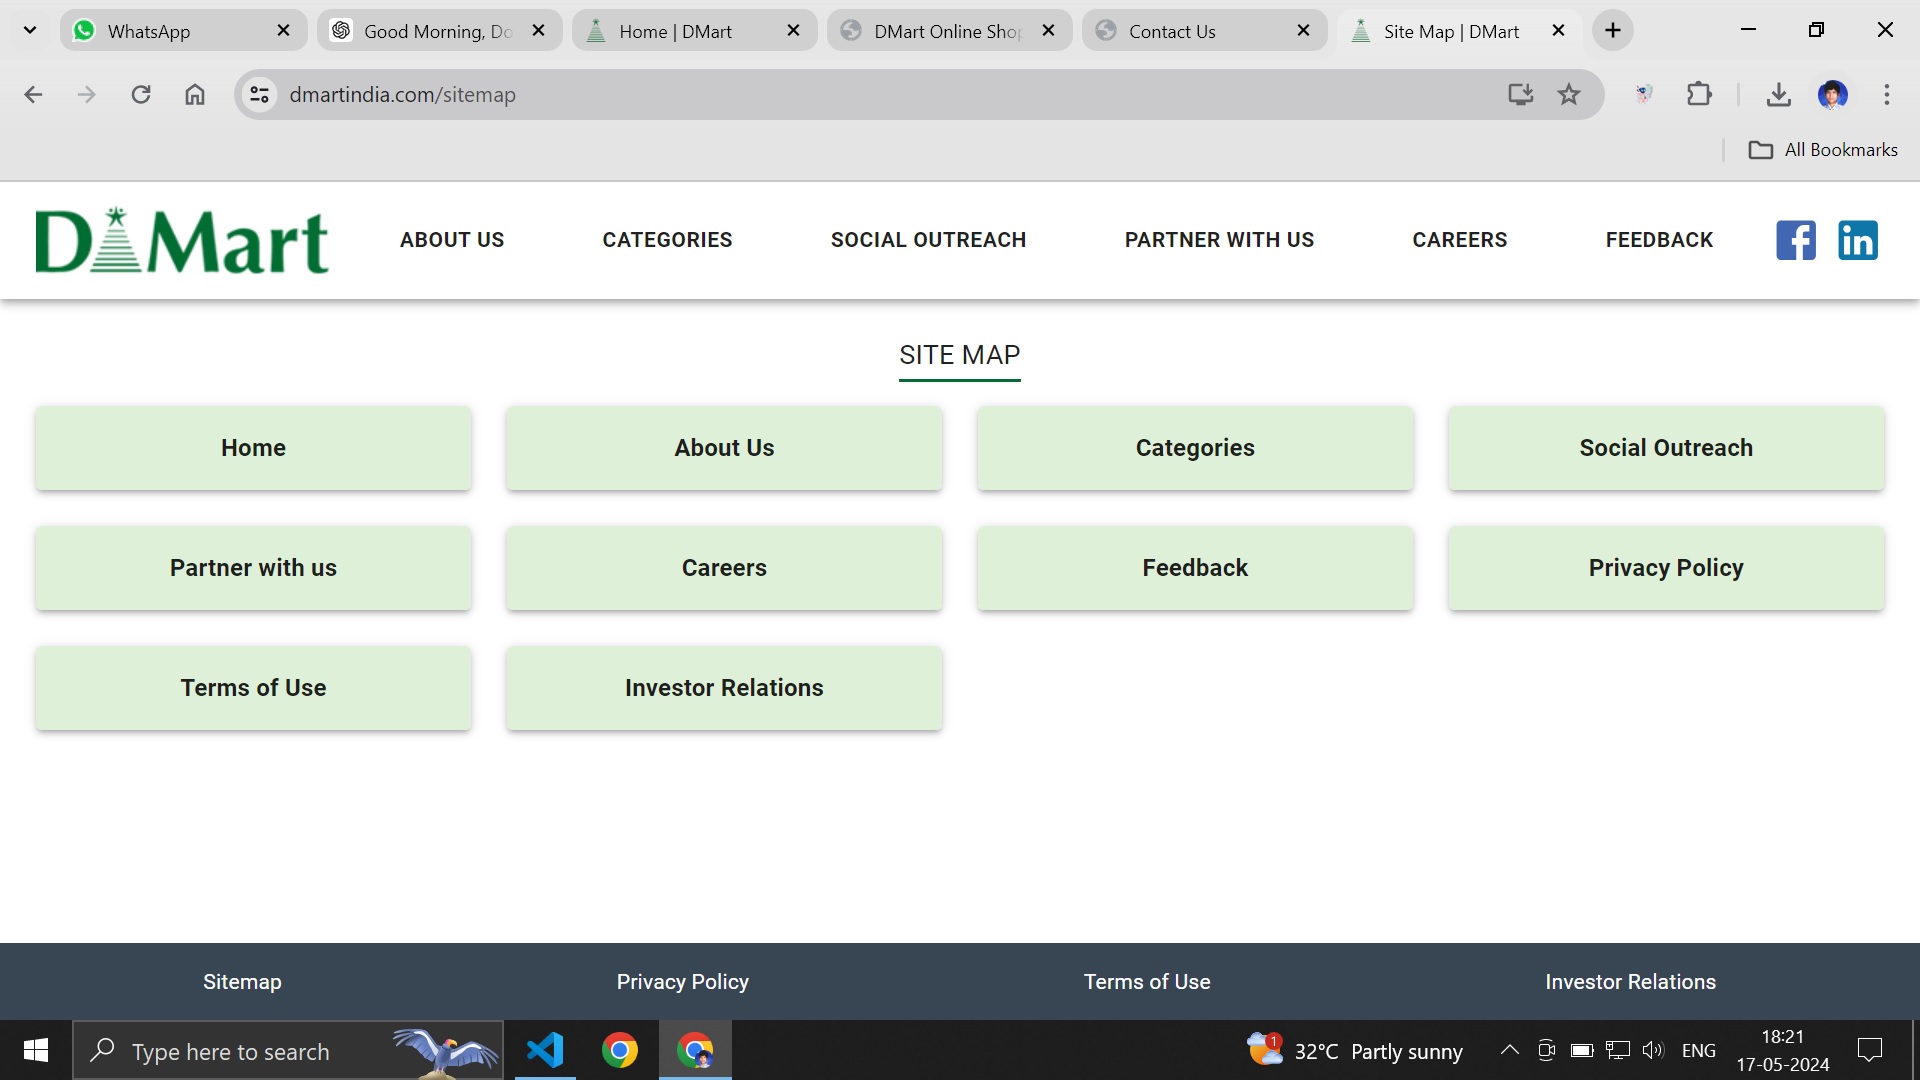 WhatsApp
Good Morning, Do
Home | DMart
DMart Online Shop
Contact Us
Site Map | DMart
dmartindia.com/sitemap
All Bookmarks
D Mart
ABOUT US
CATEGORIES
SOCIAL OUTREACH
PARTNER WITH US
CAREERS
FEEDBACK
SITE MAP
Home
About Us
Categories
Social Outreach
Partner with us
Careers
Feedback
Privacy Policy
Terms of Use
Investor Relations
Sitemap
Privacy Policy
Terms of Use
Investor Relations
Type here to search
1
32°C Partly sunny
ENG
18:21
17-05-2024